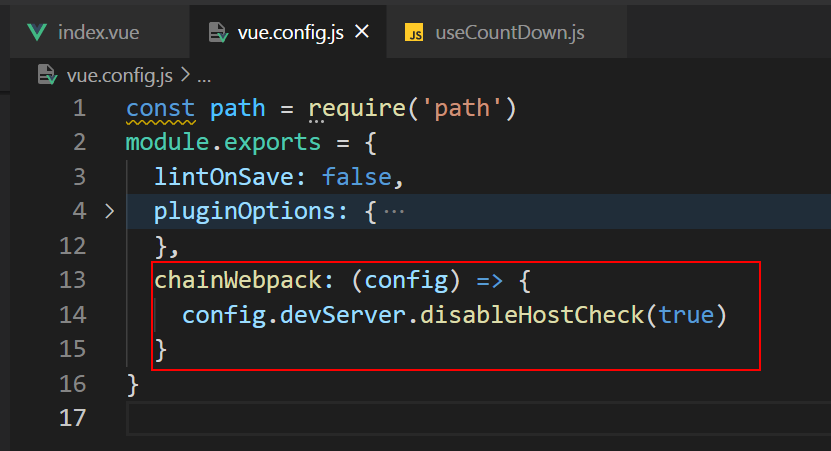 index.vue vue.config.js × JS useCountDown.js
vue.config.js > ...
1 const path = require('path')
2 module.exports = {
3 lintOnSave: false,
4 > pluginOptions: {···
12 },
13 chainWebpack: (config) => {
14 config.devServer.disableHostCheck(true)
15 }
16 }
17